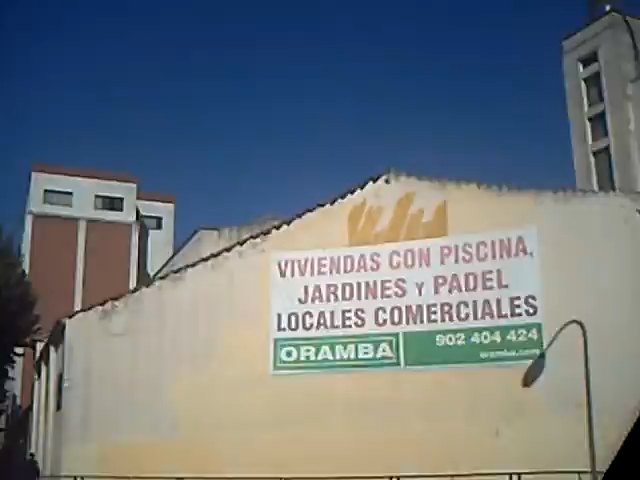 VIVIENDAS CON PISCINA,
JARDINES Y PADEL
LOCALES COMERCIALES
ORAMBA
902 404 424
oramba.com